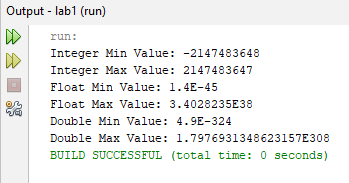 Output - lab1 (run)
run:
Integer Min Value: -2147483648
Integer Max Value: 2147483647
Float Min Value: 1.4E-45
Float Max Value: 3.4028235E38
Double Min Value: 4.9E-324
Double Max Value: 1.7976931348623157E308
BUILD SUCCESSFUL (total time: 0 seconds)